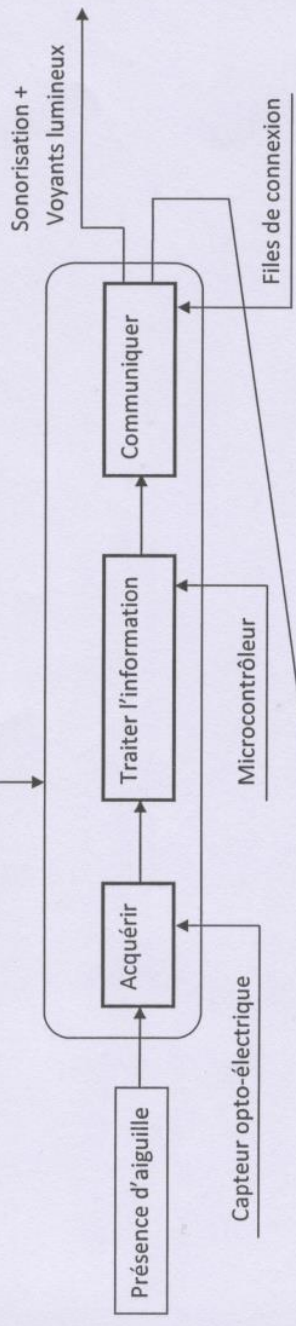 Sonorisation +
Voyants lumineux
Présence d'aiguille
Acquérir
Traiter l'information
Communiquer
Capteur opto-électrique
Microcontrôleur
Files de connexion